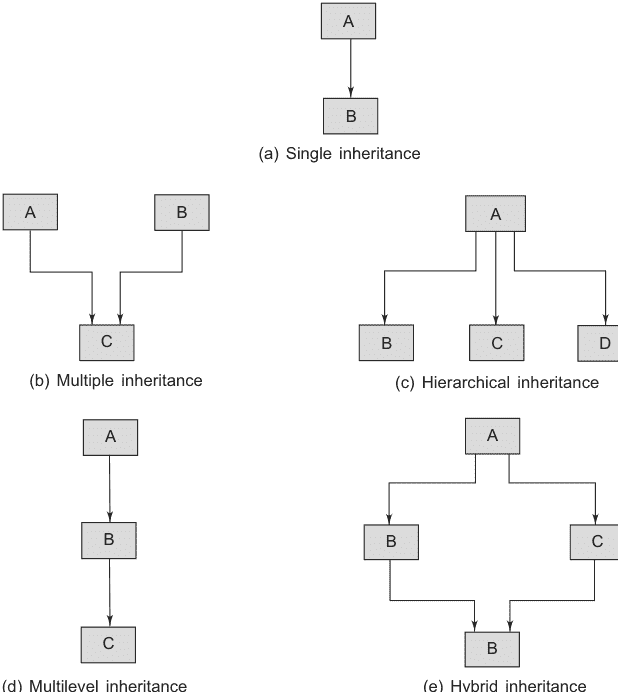 A
B
(a) Single inheritance
A B
C
(b) Multiple inheritance
A
B C D
(c) Hierarchical inheritance
A
B
C
(d) Multilevel inheritance
A
B C
B
(e) Hybrid inheritance